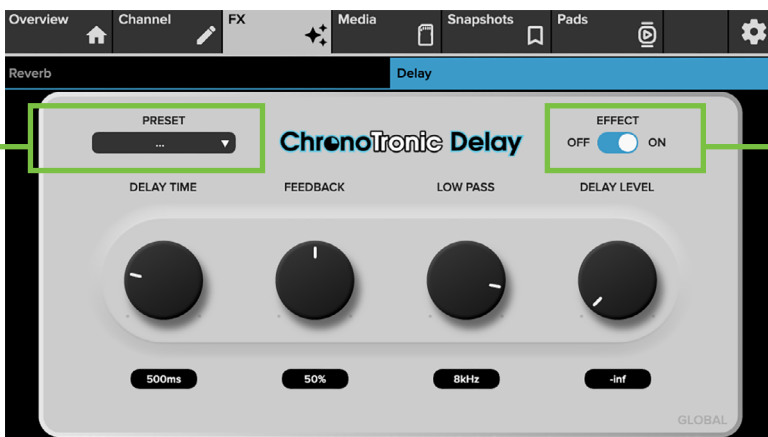 Overview Channel FX Media Snapshots Pads
Reverb Delay
PRESET EFFECT
... ChronoTronic Delay OFF ON
DELAY TIME FEEDBACK LOW PASS DELAY LEVEL
500ms 50% 8kHz -inf
GLOBAL